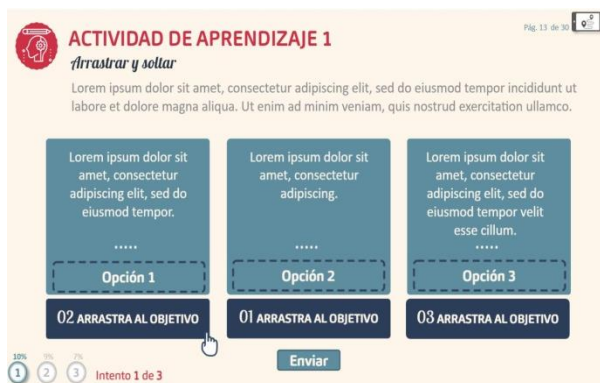 Pág. 13 de 30
ACTIVIDAD DE APRENDIZAJE 1
Arrastrar y soltar
Lorem ipsum dolor sit amet, consectetur adipiscing elit, sed do eiusmod tempor incididunt ut
labore et dolore magna aliqua. Ut enim ad minim veniam, quis nostrud exercitation ullamco.
Lorem ipsum dolor sit
amet, consectetur
adipiscing elit, sed do
eiusmod tempor.
.....
Opción 1
02 ARRASTRA AL OBJETIVO
Lorem ipsum dolor sit
amet, consectetur
adipiscing.
.....
Opción 2
01 ARRASTRA AL OBJETIVO
Lorem ipsum dolor sit
amet, consectetur
adipiscing elit, sed do
eiusmod tempor velit
esse cillum.
.....
Opción 3
03 ARRASTRA AL OBJETIVO
10% 9% 7%
1 2 3 Intento 1 de 3
Enviar